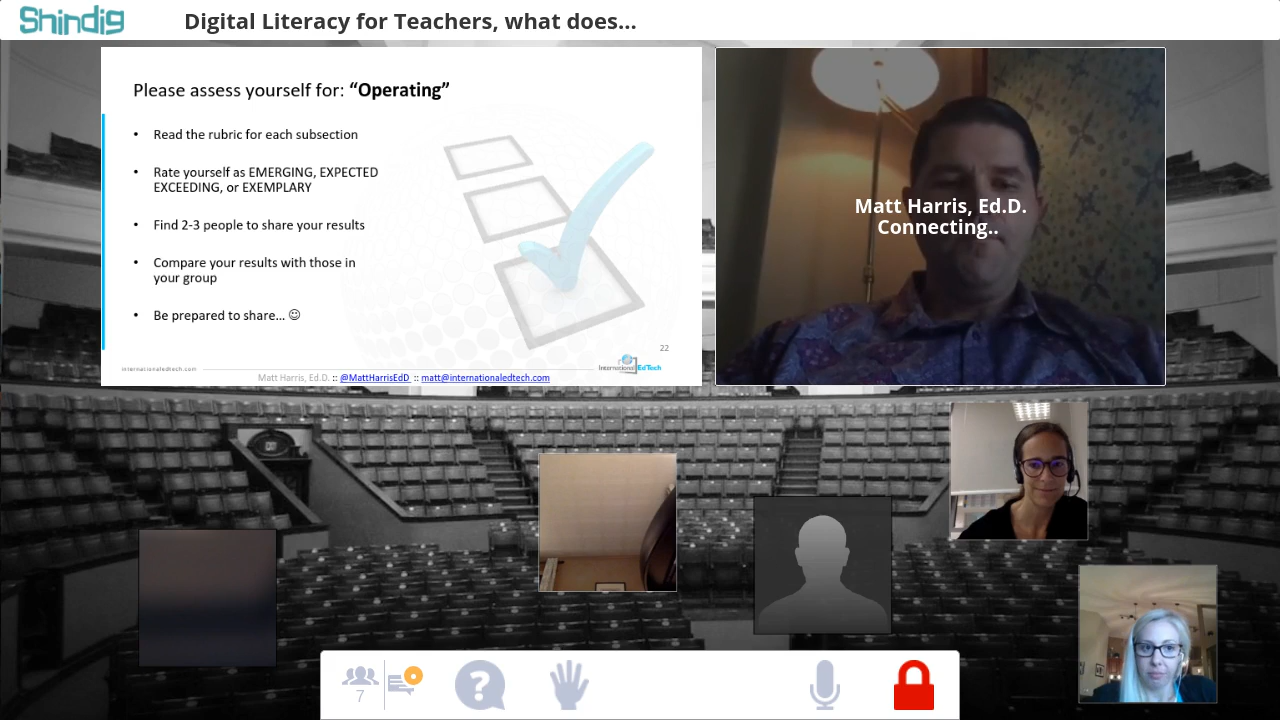 Shindig
Digital Literacy for Teachers, what does...
Please assess yourself for: “Operating”
• Read the rubric for each subsection
• Rate yourself as EMERGING, EXPECTED
EXCEEDING, or EXEMPLARY
• Find 2-3 people to share your results
• Compare your results with those in
your group
• Be prepared to share... ☺
22
internationaledtech.com
International EdTech
Matt Harris, Ed.D. :: @MattHarrisEdD :: matt@internationaledtech.com
Matt Harris, Ed.D.
Connecting..
7
?